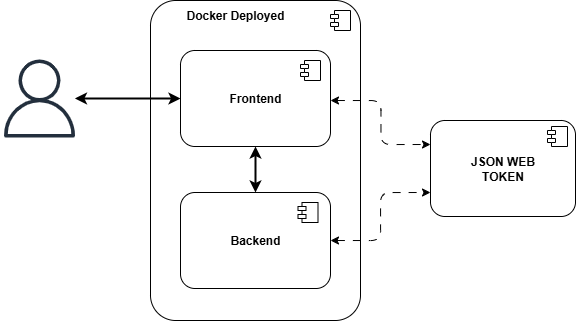 Docker Deployed
Frontend
JSON WEB
TOKEN
Backend